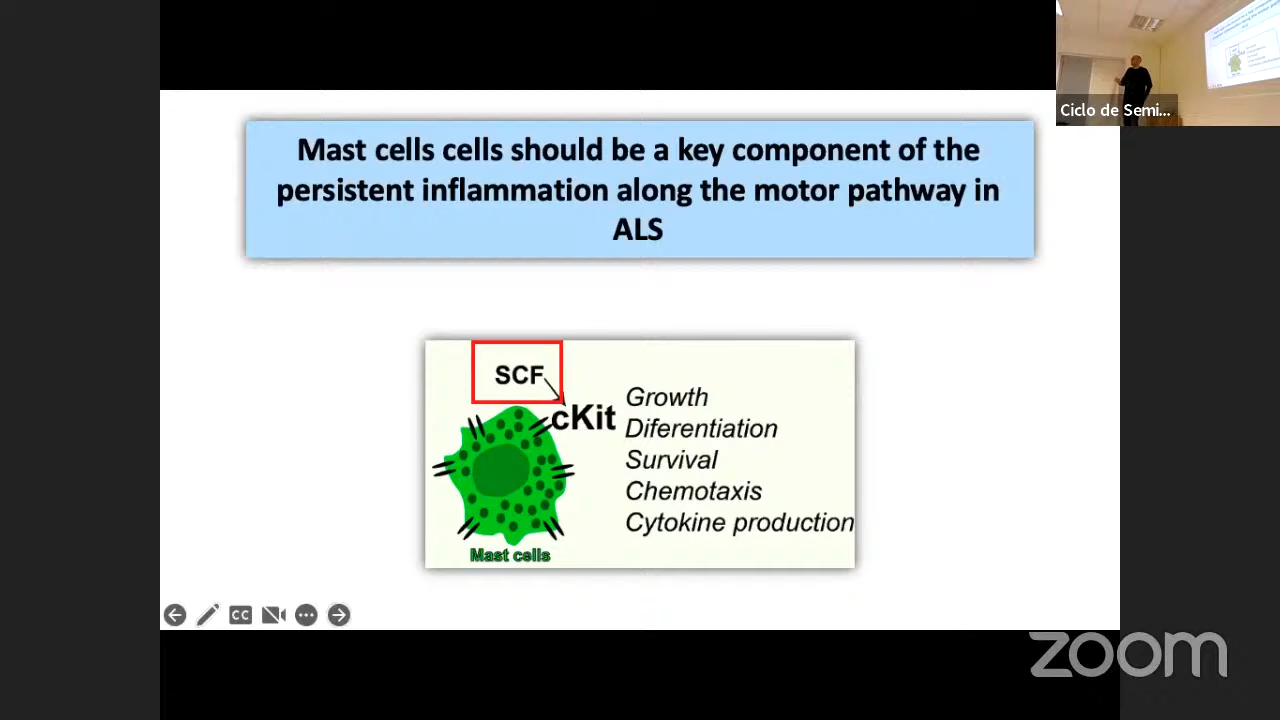 Ciclo de Semi...
Mast cells cells should be a key component of the
persistent inflammation along the motor pathway in
ALS
SCF
cKit
Growth
Diferentiation
Survival
Chemotaxis
Cytokine production
Mast cells
CC
zoom